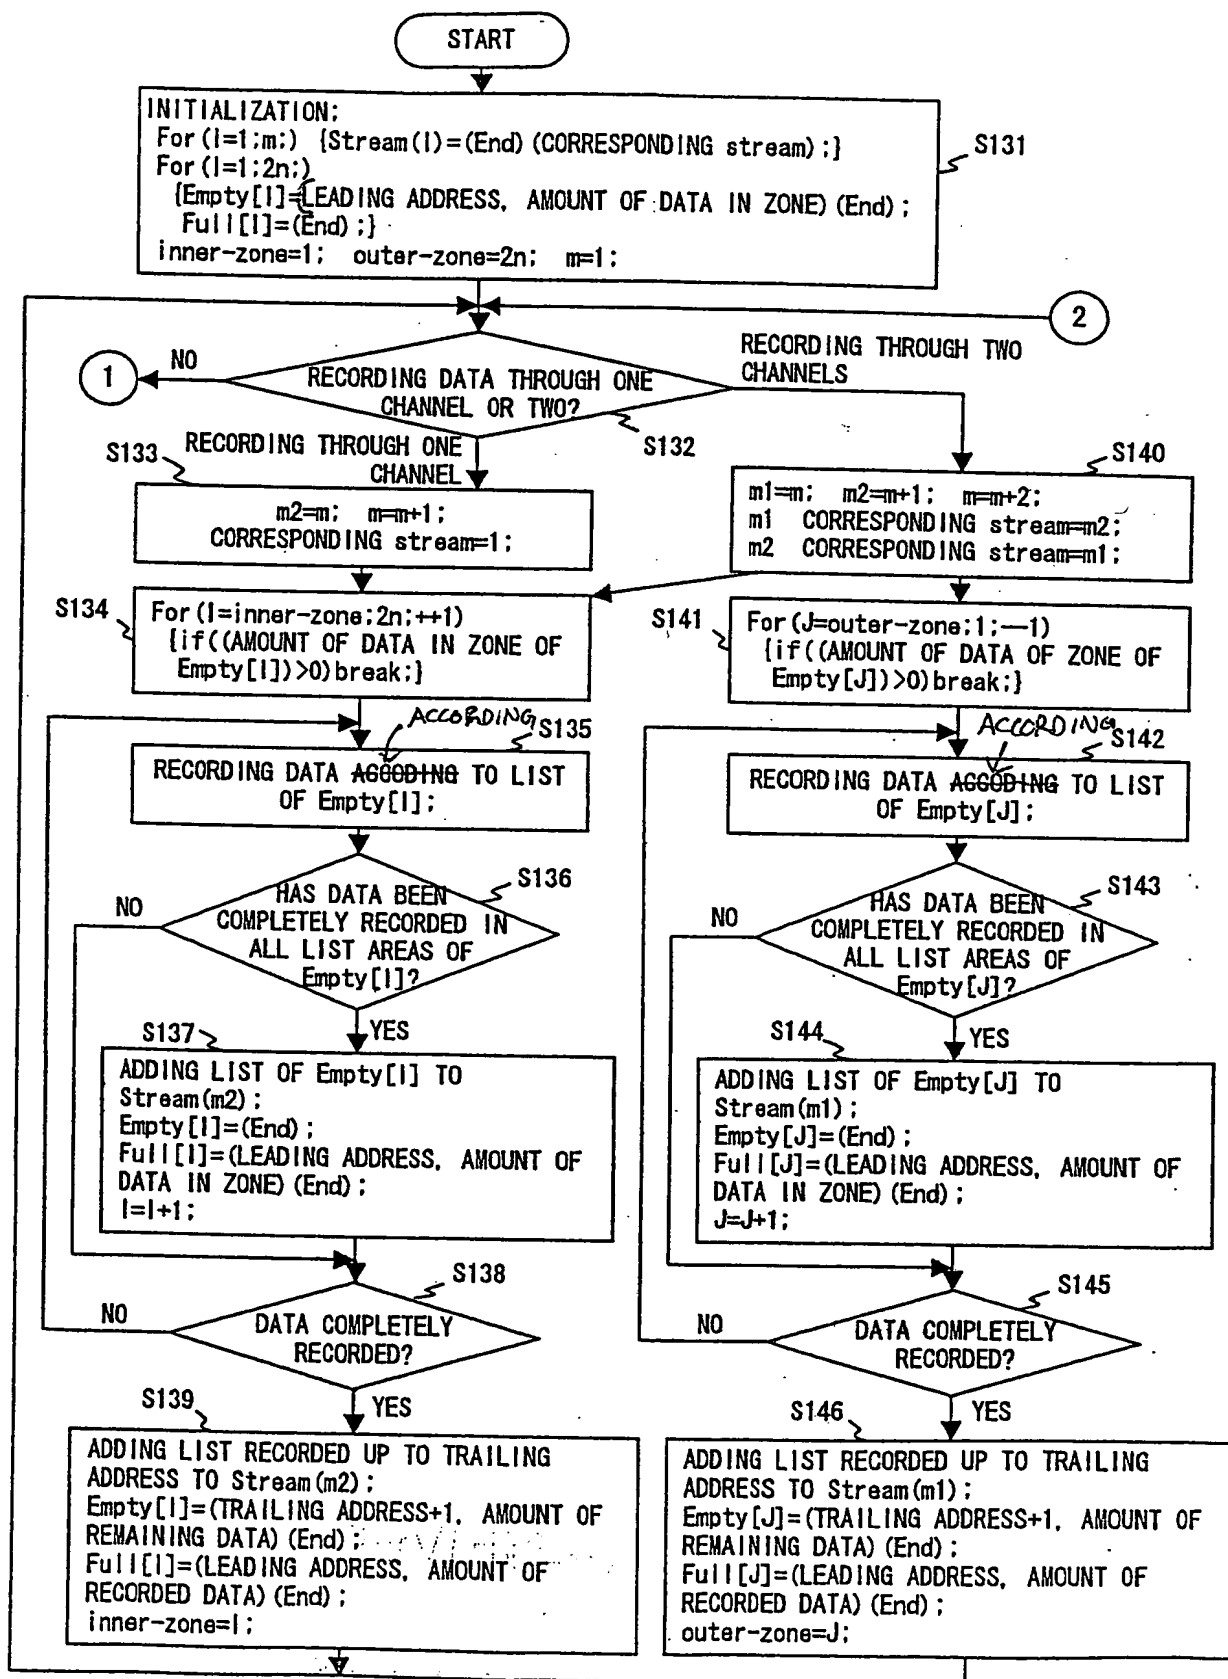 START
INITIALIZATION:
For(I=1;m;) {Stream(I)=(End)(CORRESPONDING stream);}
For(I=1;2n;)
{Empty[I]=(LEADING ADDRESS, AMOUNT OF DATA IN ZONE)(End);
Full[I]=(End);}
inner-zone=1; outer-zone=2n; m=1;
S131
2
1
NO
RECORDING DATA THROUGH ONE
CHANNEL OR TWO?
S132
RECORDING THROUGH TWO
CHANNELS
RECORDING THROUGH ONE
CHANNEL
S133
m2=m; m=m+1;
CORRESPONDING stream=1;
S140
m1=m; m2=m+1; m=m+2;
m1 CORRESPONDING stream=m2;
m2 CORRESPONDING stream=m1;
S134
For(I=inner-zone;2n;++1)
{if((AMOUNT OF DATA IN ZONE OF
Empty[I])>0)break;}
S141
For(J=outer-zone;1;--1)
{if((AMOUNT OF DATA OF ZONE OF
Empty[J])>0)break;}
ACCORDING
S135
RECORDING DATA AGCODING TO LIST
OF Empty[I];
ACCORDING
S142
RECORDING DATA AGCODING TO LIST
OF Empty[J];
S136
HAS DATA BEEN
COMPLETELY RECORDED IN
ALL LIST AREAS OF
Empty[I]?
NO
YES
S143
HAS DATA BEEN
COMPLETELY RECORDED IN
ALL LIST AREAS OF
Empty[J]?
NO
YES
S137
ADDING LIST OF Empty[I] TO
Stream(m2);
Empty[I]=(End);
Full[I]=(LEADING ADDRESS, AMOUNT OF
DATA IN ZONE)(End);
I=I+1;
S144
ADDING LIST OF Empty[J] TO
Stream(m1);
Empty[J]=(End);
Full[J]=(LEADING ADDRESS, AMOUNT OF
DATA IN ZONE)(End);
J=J+1;
S138
DATA COMPLETELY
RECORDED?
NO
YES
S145
DATA COMPLETELY
RECORDED?
NO
YES
S139
ADDING LIST RECORDED UP TO TRAILING
ADDRESS TO Stream(m2);
Empty[I]=(TRAILING ADDRESS+1, AMOUNT OF
REMAINING DATA)(End);
Full[I]=(LEADING ADDRESS, AMOUNT OF
RECORDED DATA)(End);
inner-zone=I;
S146
ADDING LIST RECORDED UP TO TRAILING
ADDRESS TO Stream(m1);
Empty[J]=(TRAILING ADDRESS+1, AMOUNT OF
REMAINING DATA)(End);
Full[J]=(LEADING ADDRESS, AMOUNT OF
RECORDED DATA)(End);
outer-zone=J;